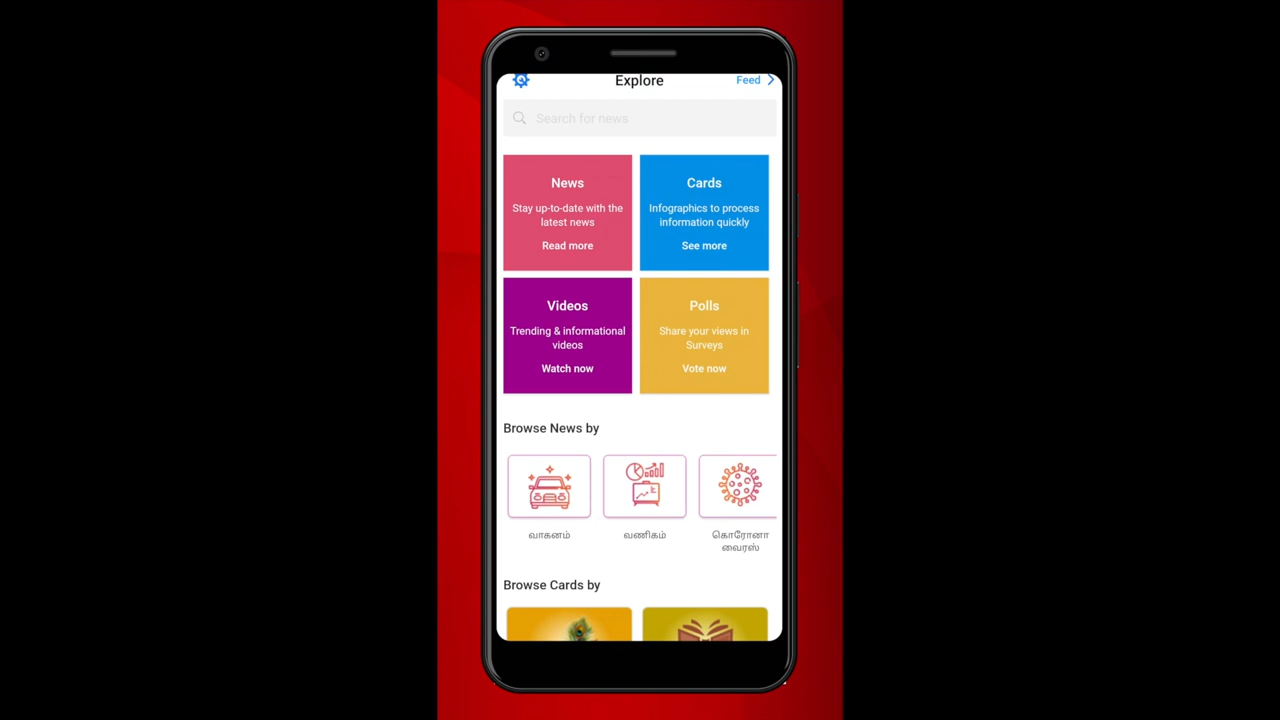 Explore
Feed
Search for news
News
Stay up-to-date with the
latest news
Read more
Cards
Infographics to process
information quickly
See more
Videos
Trending & informational
videos
Watch now
Polls
Share your views in
Surveys
Vote now
Browse News by
வாகனம்
வணிகம்
கொரோனா
வைரஸ்
Browse Cards by